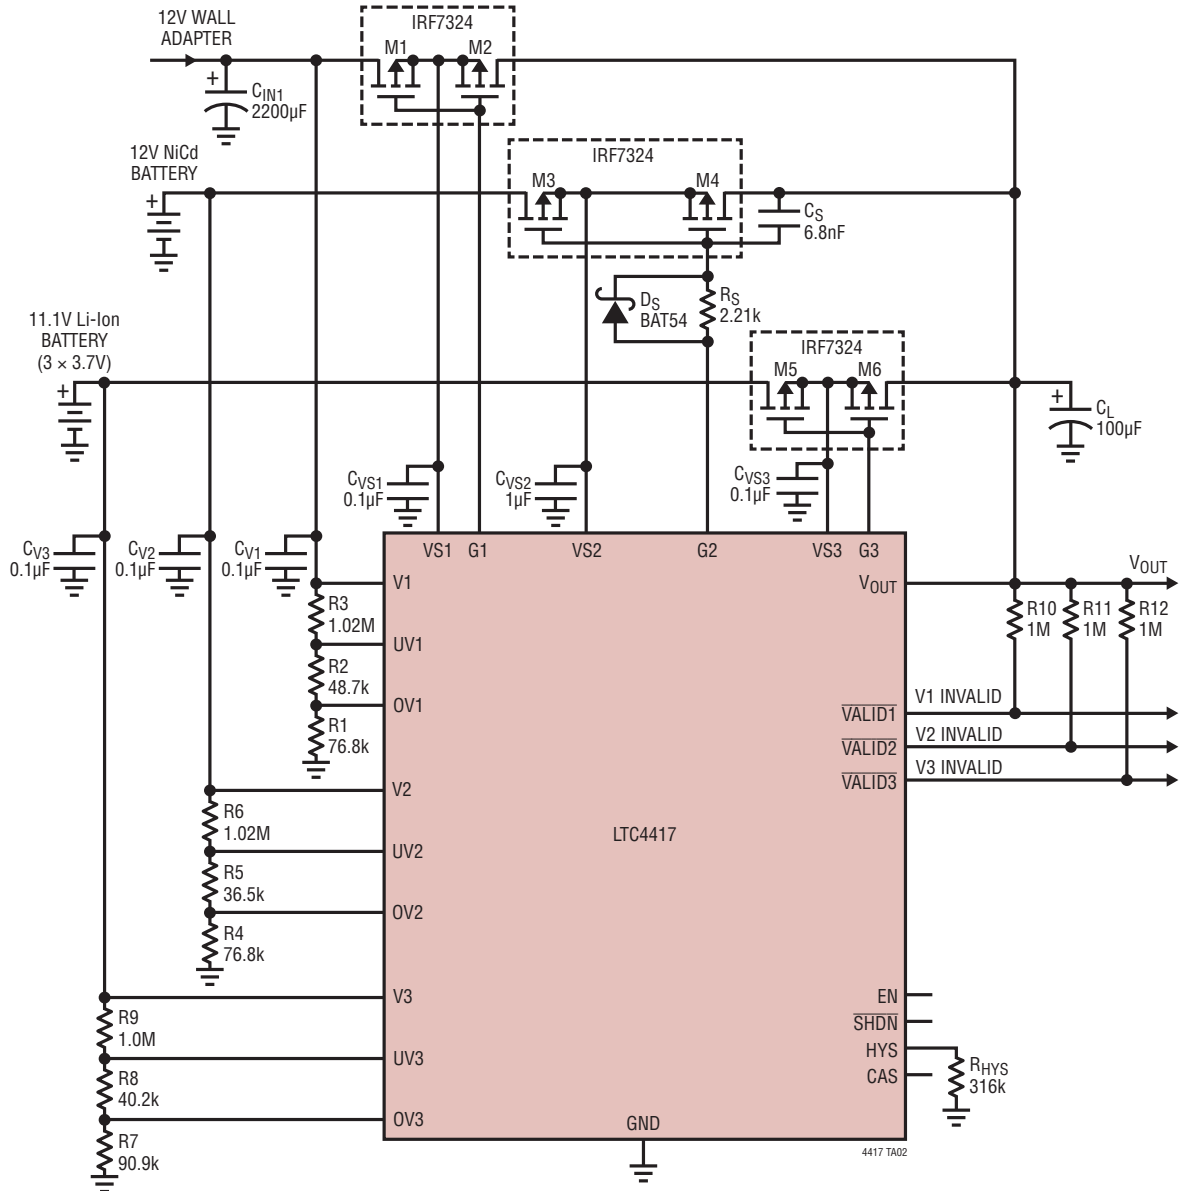 12V WALL
ADAPTER
IRF7324
M1
M2
+
CIN1
2200µF
12V NiCd
BATTERY
+
IRF7324
M3
M4
CS
6.8nF
DS
BAT54
RS
2.21k
11.1V Li-Ion
BATTERY
(3 × 3.7V)
+
IRF7324
M5
M6
+
CL
100µF
CVS1
0.1µF
CVS2
1µF
CVS3
0.1µF
CV3
0.1µF
CV2
0.1µF
CV1
0.1µF
VS1
G1
VS2
G2
VS3
G3
V1
VOUT
VOUT
R3
1.02M
R10
1M
R11
1M
R12
1M
UV1
R2
48.7k
OV1
R1
76.8k
VALID1
V1 INVALID
VALID2
V2 INVALID
VALID3
V3 INVALID
V2
R6
1.02M
LTC4417
UV2
R5
36.5k
OV2
R4
76.8k
V3
EN
R9
1.0M
SHDN
UV3
HYS
RHYS
316k
CAS
R8
40.2k
OV3
GND
R7
90.9k
4417 TA02